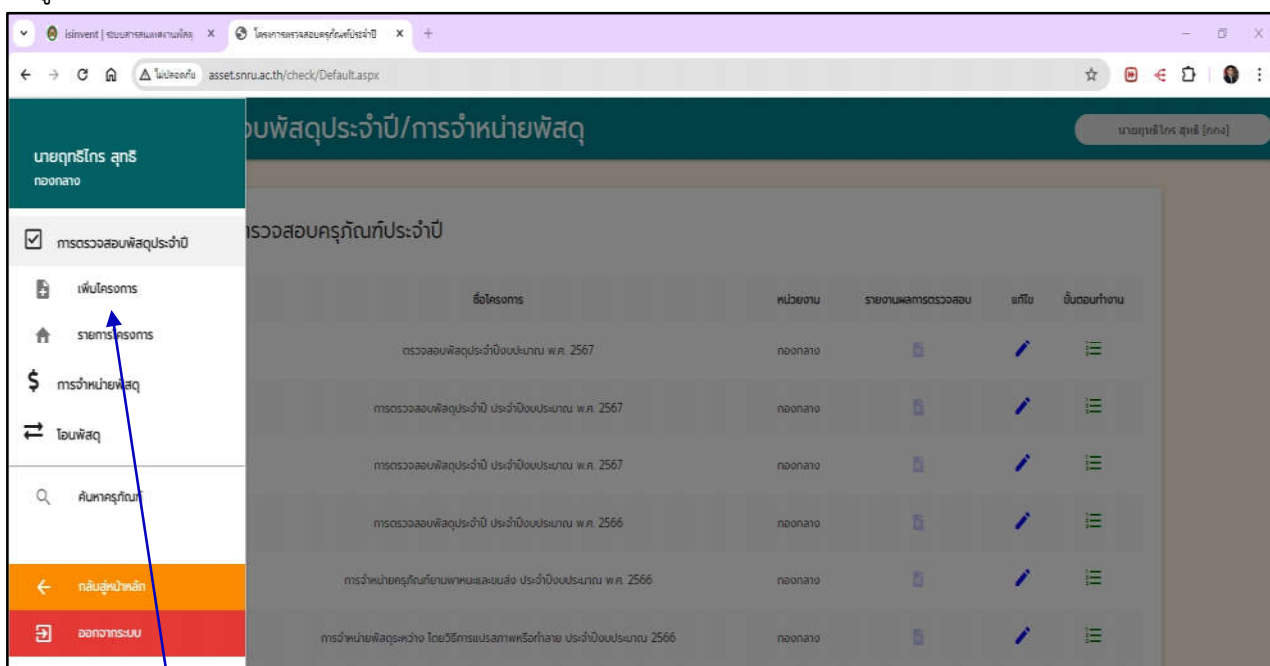 isinvent | ระบบสารสนเทศงานพัสดุ
โครงการตรวจสอบครุภัณฑ์ประจำปี
ไม่ปลอดภัย asset.snru.ac.th/check/Default.aspx
อบพัสดุประจำปี/การจำหน่ายพัสดุ
นายฤทธิไกร สุทธิ [กกง]
นายฤทธิไกร สุทธิ
กองกลาง
การตรวจสอบพัสดุประจำปี
เพิ่มโครงการ
รายการโครงการ
การจำหน่ายพัสดุ
โอนพัสดุ
ค้นหาครุภัณฑ์
กลับสู่หน้าหลัก
ออกจากระบบ
ารตรวจสอบครุภัณฑ์ประจำปี
ชื่อโครงการ หน่วยงาน รายงานผลการตรวจสอบ แก้ไข ขั้นตอนทำงาน
ตรวจสอบพัสดุประจำปีงบประมาณ พ.ศ. 2567 กองกลาง
การตรวจสอบพัสดุประจำปี ประจำปีงบประมาณ พ.ศ. 2567 กองกลาง
การตรวจสอบพัสดุประจำปี ประจำปีงบประมาณ พ.ศ. 2567 กองกลาง
การตรวจสอบพัสดุประจำปี ประจำปีงบประมาณ พ.ศ. 2566 กองกลาง
การจำหน่ายครุภัณฑ์ยานพาหนะและขนส่ง ประจำปีงบประมาณ พ.ศ. 2566 กองกลาง
การจำหน่ายพัสดุระหว่าง โดยวิธีการแปรสภาพหรือทำลาย ประจำปีงบประมาณ 2566 กองกลาง